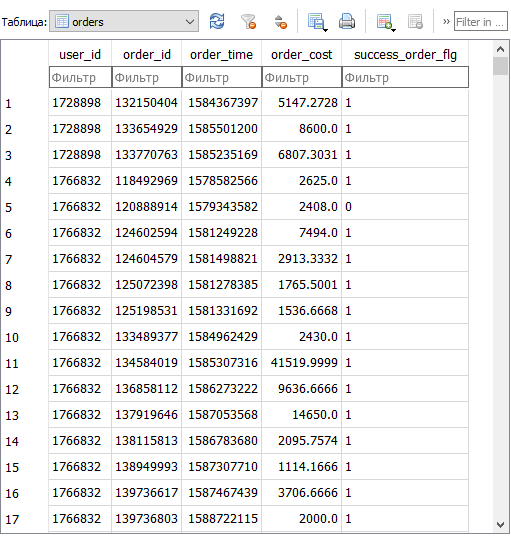 Таблица: orders » Filter in ...
user_id order_id order_time order_cost success_order_flg
Фильтр Фильтр Фильтр Фильтр Фильтр
1 1728898 132150404 1584367397 5147.2728 1
2 1728898 133654929 1585501200 8600.0 1
3 1728898 133770763 1585235169 6807.3031 1
4 1766832 118492969 1578582566 2625.0 1
5 1766832 120888914 1579343582 2408.0 0
6 1766832 124602594 1581249228 7494.0 1
7 1766832 124604579 1581498821 2913.3332 1
8 1766832 125072398 1581278385 1765.5001 1
9 1766832 125198531 1581331692 1536.6668 1
10 1766832 133489377 1584962429 2430.0 1
11 1766832 134584019 1585307316 41519.9999 1
12 1766832 136858112 1586273222 9636.6666 1
13 1766832 137919646 1587053568 14650.0 1
14 1766832 138115813 1586783680 2095.7574 1
15 1766832 138949993 1587307710 1114.1666 1
16 1766832 139736617 1587467439 3706.6666 1
17 1766832 139736803 1588722115 2000.0 1